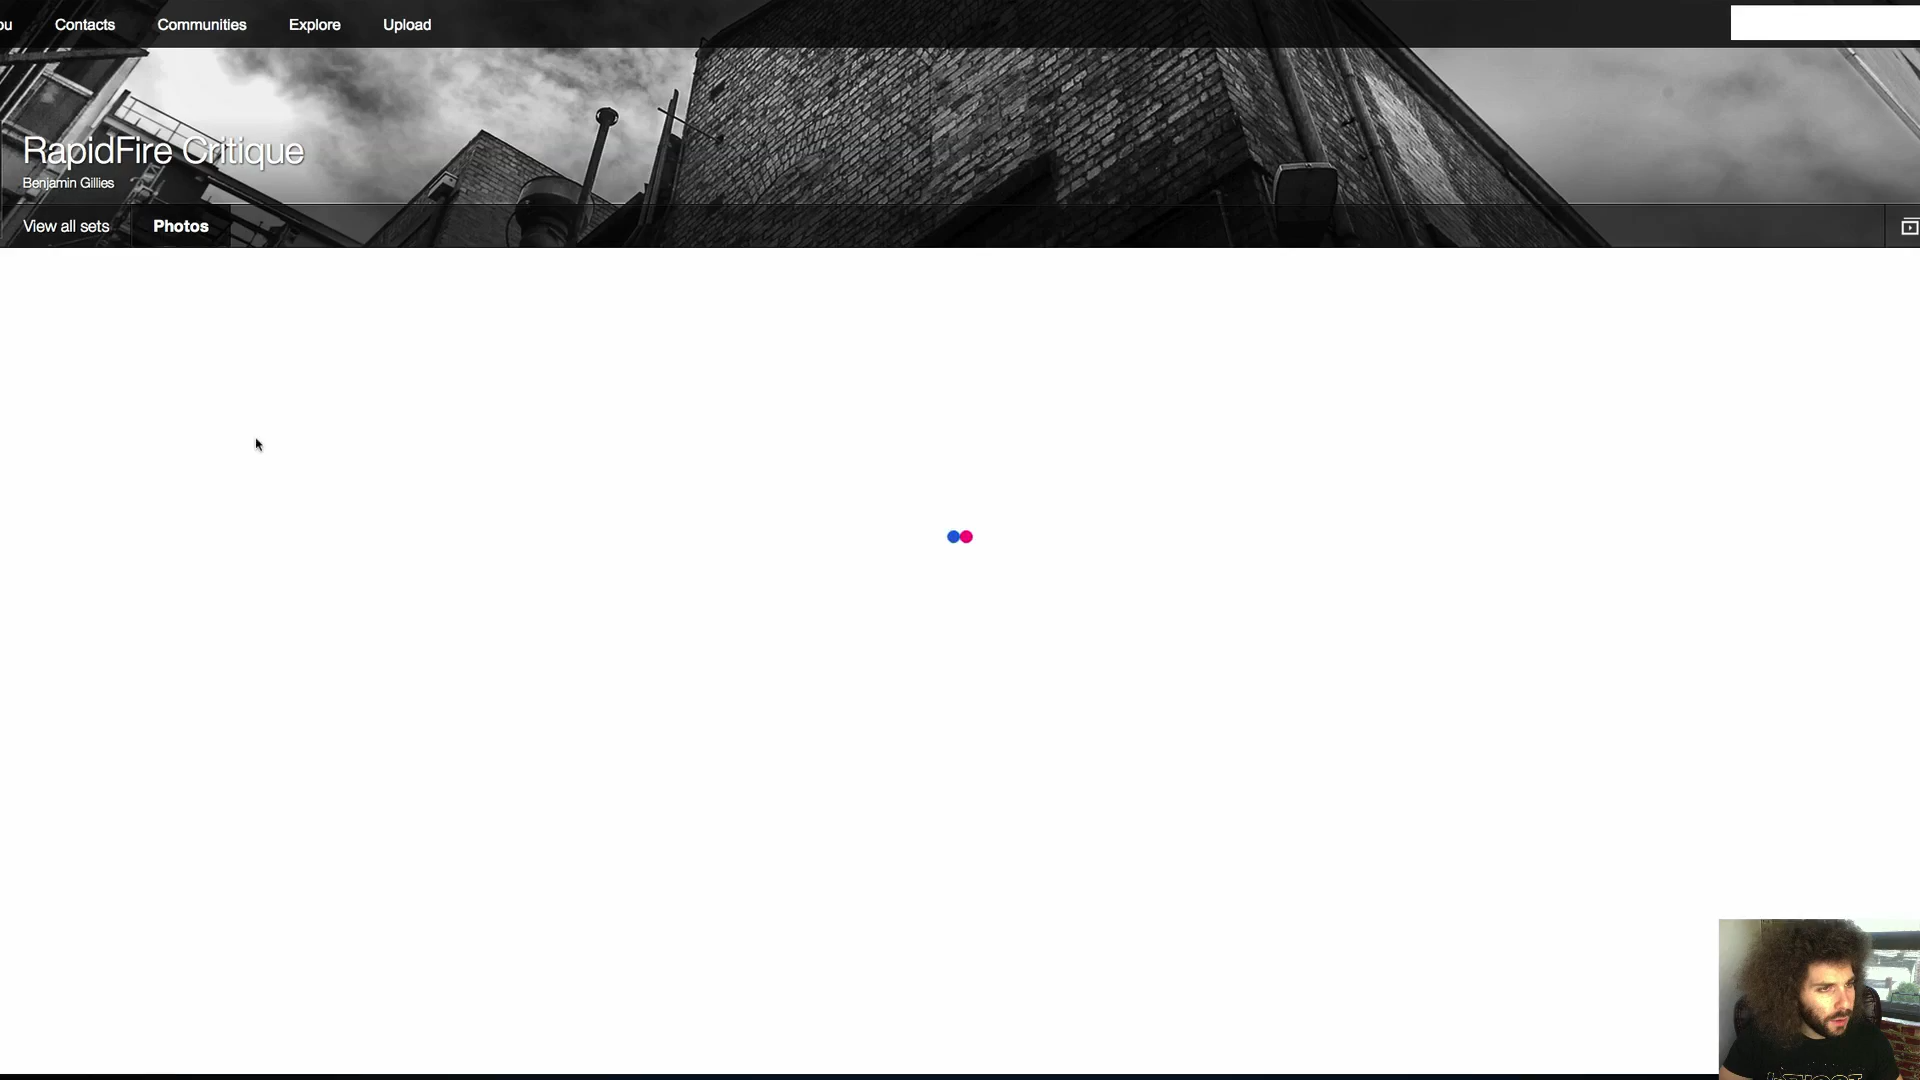 ou Contacts Communities Explore Upload
RapidFire Critique
Benjamin Gillies
View all sets Photos